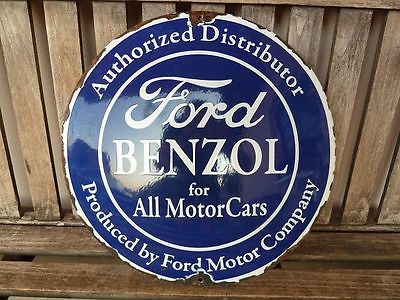 Authorized Distributor
Ford
BENZOL
for
All MotorCars
Produced by Ford Motor Company